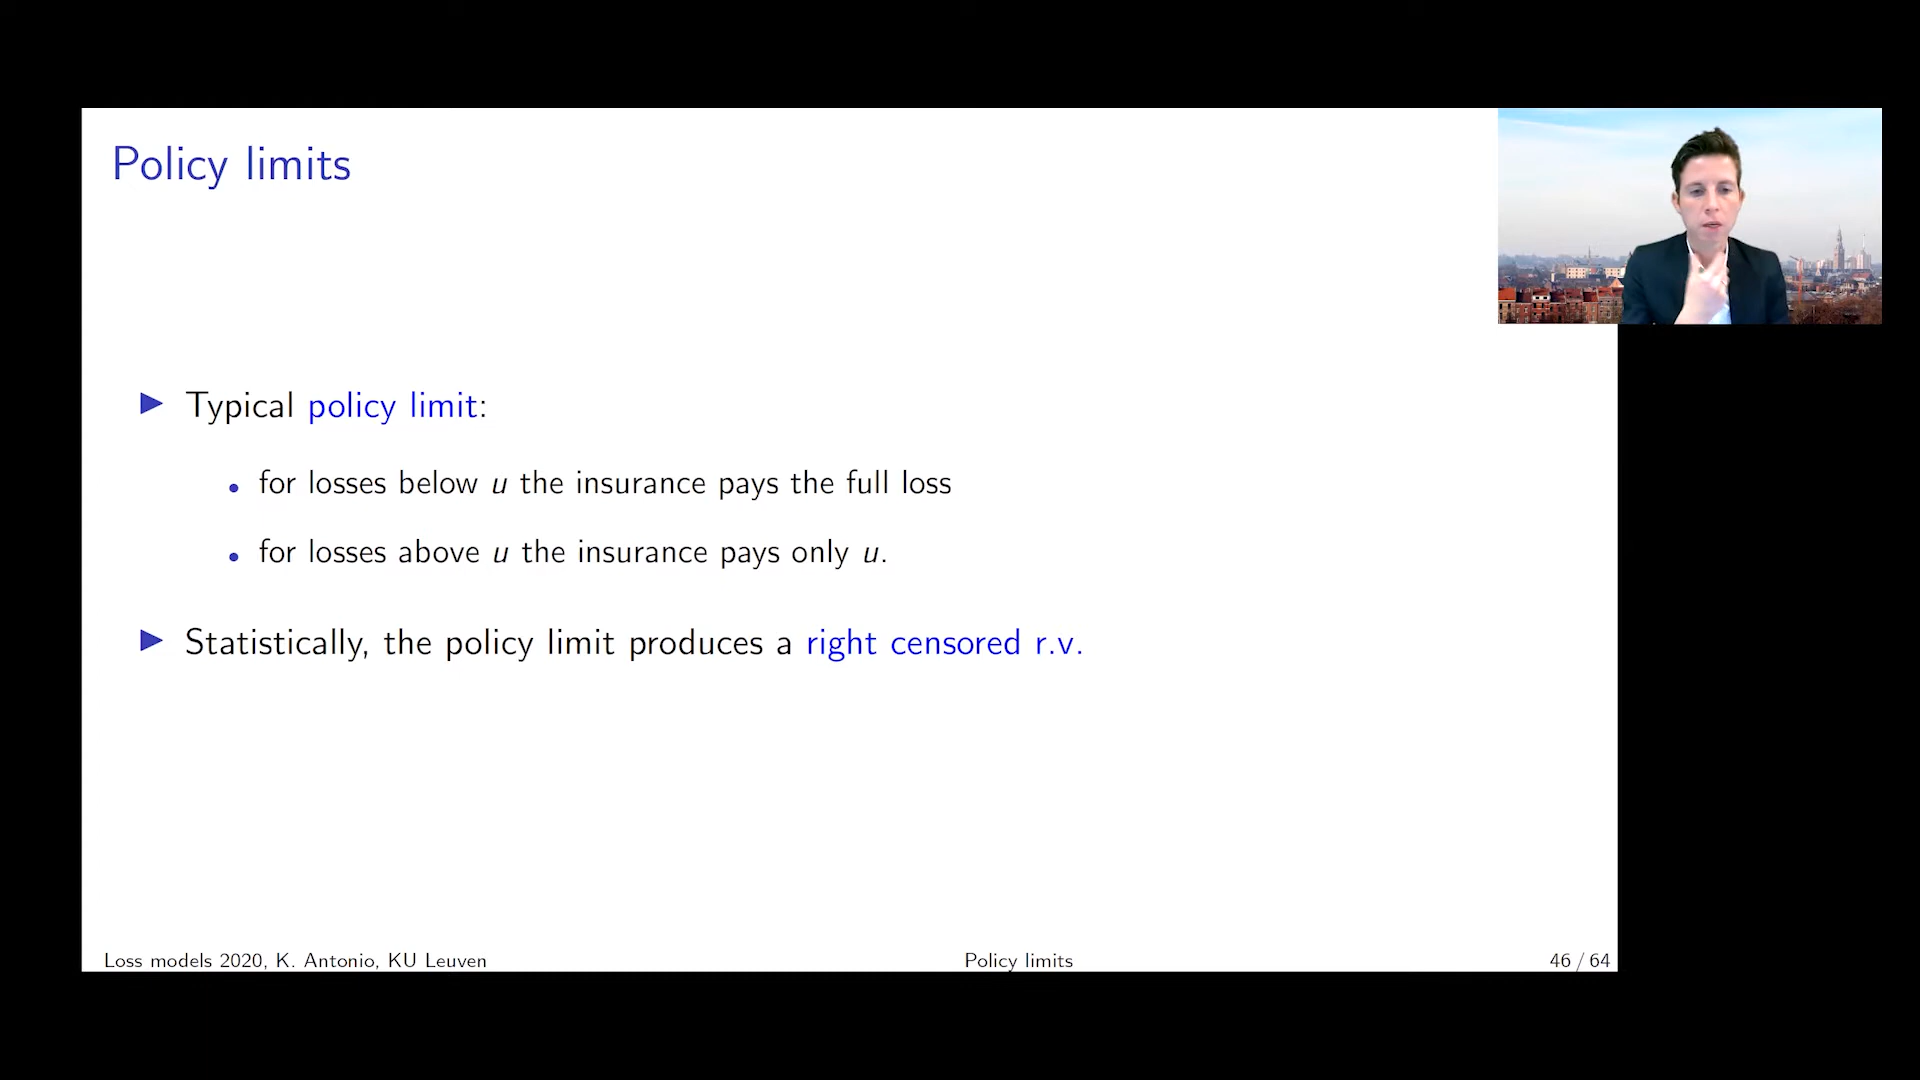 Policy limits
Typical policy limit:
for losses below u the insurance pays the full loss
for losses above u the insurance pays only u.
Statistically, the policy limit produces a right censored r.v.
Loss models 2020, K. Antonio, KU Leuven
Policy limits
46 / 64